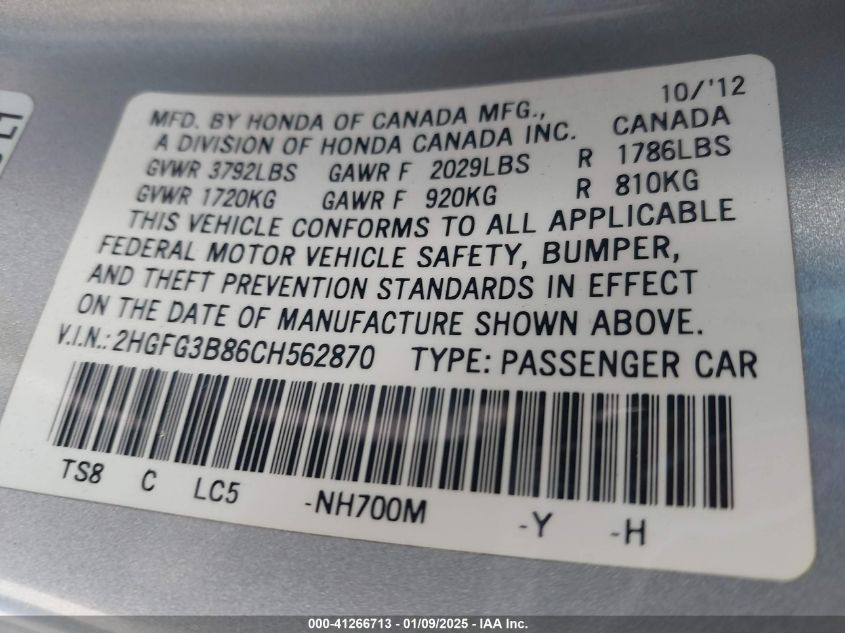 10/'12
MFD. BY HONDA OF CANADA MFG., CANADA
A DIVISION OF HONDA CANADA INC.
GVWR 3792LBS GAWR F 2029LBS R 1786LBS
GVWR 1720KG GAWR F 920KG R 810KG
THIS VEHICLE CONFORMS TO ALL APPLICABLE
FEDERAL MOTOR VEHICLE SAFETY, BUMPER,
AND THEFT PREVENTION STANDARDS IN EFFECT
ON THE DATE OF MANUFACTURE SHOWN ABOVE.
V.I.N.: 2HGFG3B86CH562870 TYPE: PASSENGER CAR
TS8 C LC5 -NH700M -Y -H
000-41266713 - 01/09/2025 - IAA Inc.